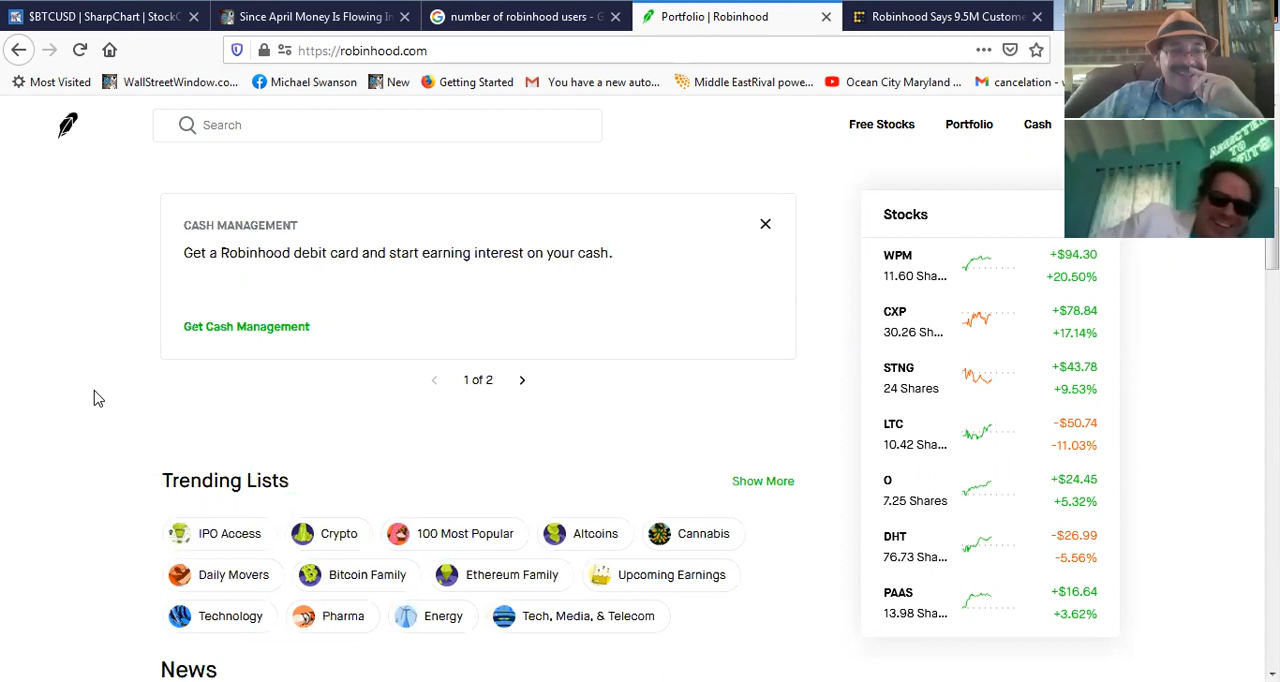 $BTCUSD | SharpChart | StockC
Since April Money Is Flowing In
number of robinhood users - G
Portfolio | Robinhood
Robinhood Says 9.5M Custome
https://robinhood.com
Most Visited
WallStreetWindow.co...
Michael Swanson
New
Getting Started
You have a new auto...
Middle EastRival powe...
Ocean City Maryland ...
cancelation -
ADDICTED
TO
Search
Free Stocks
Portfolio
Cash
CASH MANAGEMENT
Get a Robinhood debit card and start earning interest on your cash.
Get Cash Management
1 of 2
Trending Lists
Show More
IPO Access
Crypto
100 Most Popular
Altcoins
Cannabis
Daily Movers
Bitcoin Family
Ethereum Family
Upcoming Earnings
Technology
Pharma
Energy
Tech, Media, & Telecom
News
Stocks
WPM +$94.30
11.60 Sha... +20.50%
CXP +$78.84
30.26 Sh... +17.14%
STNG +$43.78
24 Shares +9.53%
LTC -$50.74
10.42 Sha... -11.03%
O +$24.45
7.25 Shares +5.32%
DHT -$26.99
76.73 Sha... -5.56%
PAAS +$16.64
13.98 Sha... +3.62%